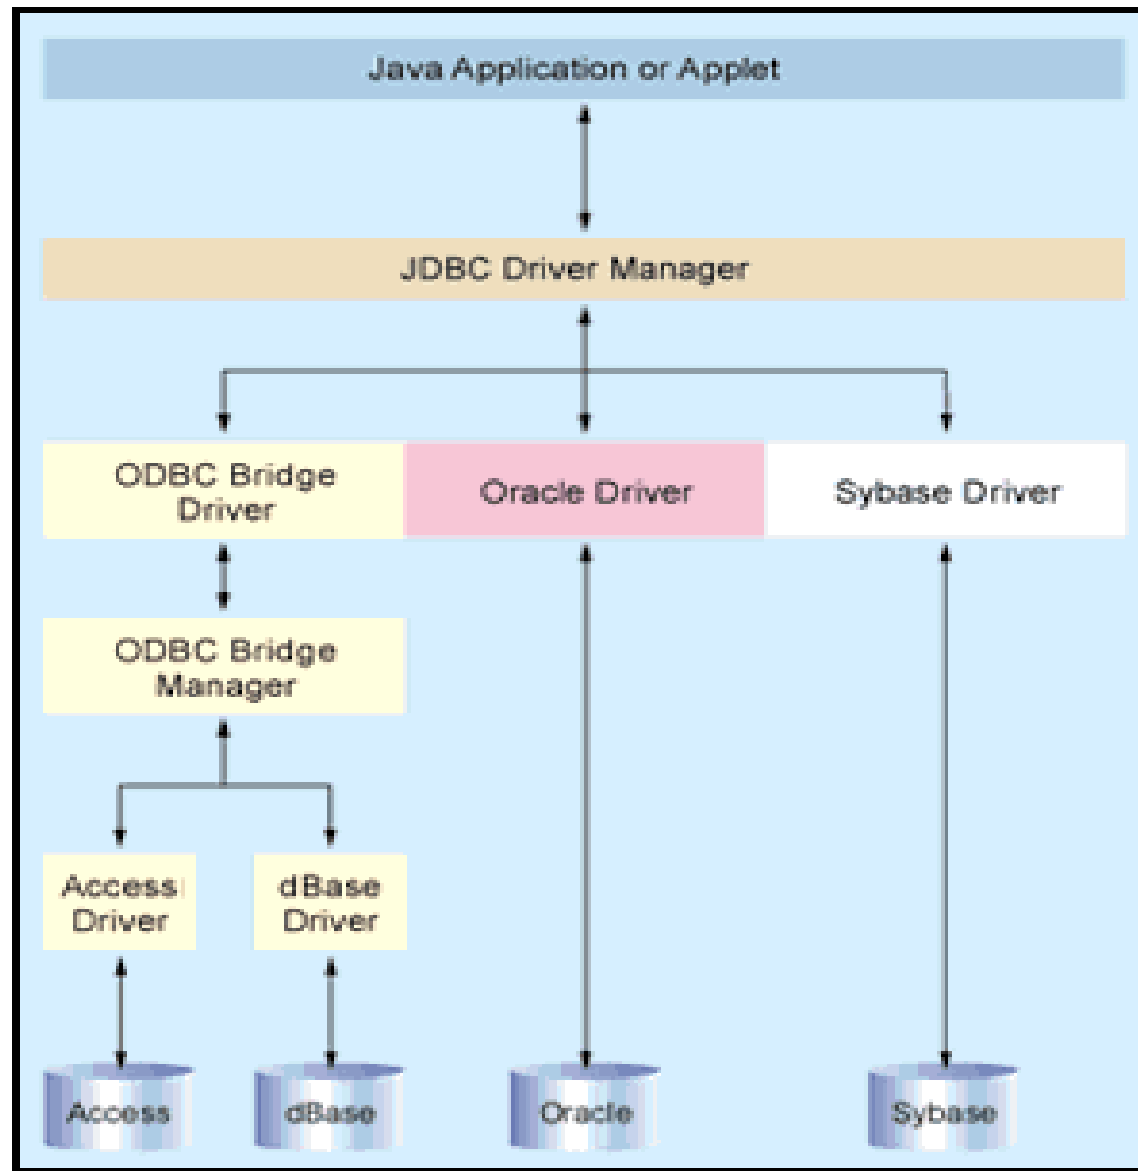 Java Application or Applet
JDBC Driver Manager
ODBC Bridge
Driver
Oracle Driver
Sybase Driver
ODBC Bridge
Manager
Access
Driver
dBase
Driver
Access
dBase
Oracle
Sybase